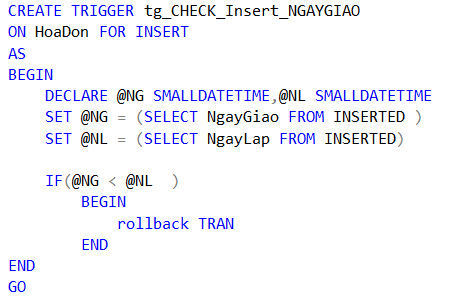 CREATE TRIGGER tg_CHECK_Insert_NGAYGIAO
ON HoaDon FOR INSERT
AS
BEGIN
    DECLARE @NG SMALLDATETIME,@NL SMALLDATETIME
    SET @NG = (SELECT NgayGiao FROM INSERTED )
    SET @NL = (SELECT NgayLap FROM INSERTED)

    IF(@NG < @NL  )
        BEGIN
            rollback TRAN
        END
END
GO